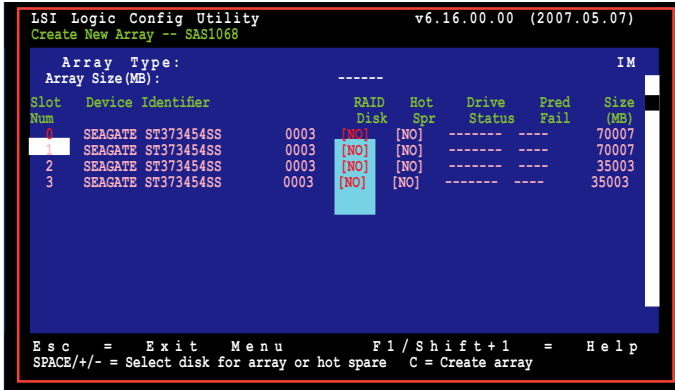 LSI Logic Config Utility v6.16.00.00 (2007.05.07)
Create New Array -- SAS1068
Array Type: IM
Array Size(MB): ------
Slot Device Identifier RAID Hot Drive Pred Size
Num Disk Spr Status Fail (MB)
0 SEAGATE ST373454SS 0003 [NO] [NO] ------- ---- 70007
1 SEAGATE ST373454SS 0003 [NO] [NO] ------- ---- 70007
2 SEAGATE ST373454SS 0003 [NO] [NO] ------- ---- 35003
3 SEAGATE ST373454SS 0003 [NO] [NO] ------- ---- 35003
Esc = Exit Menu F1/Shift+1 = Help
SPACE/+/- = Select disk for array or hot spare C = Create array